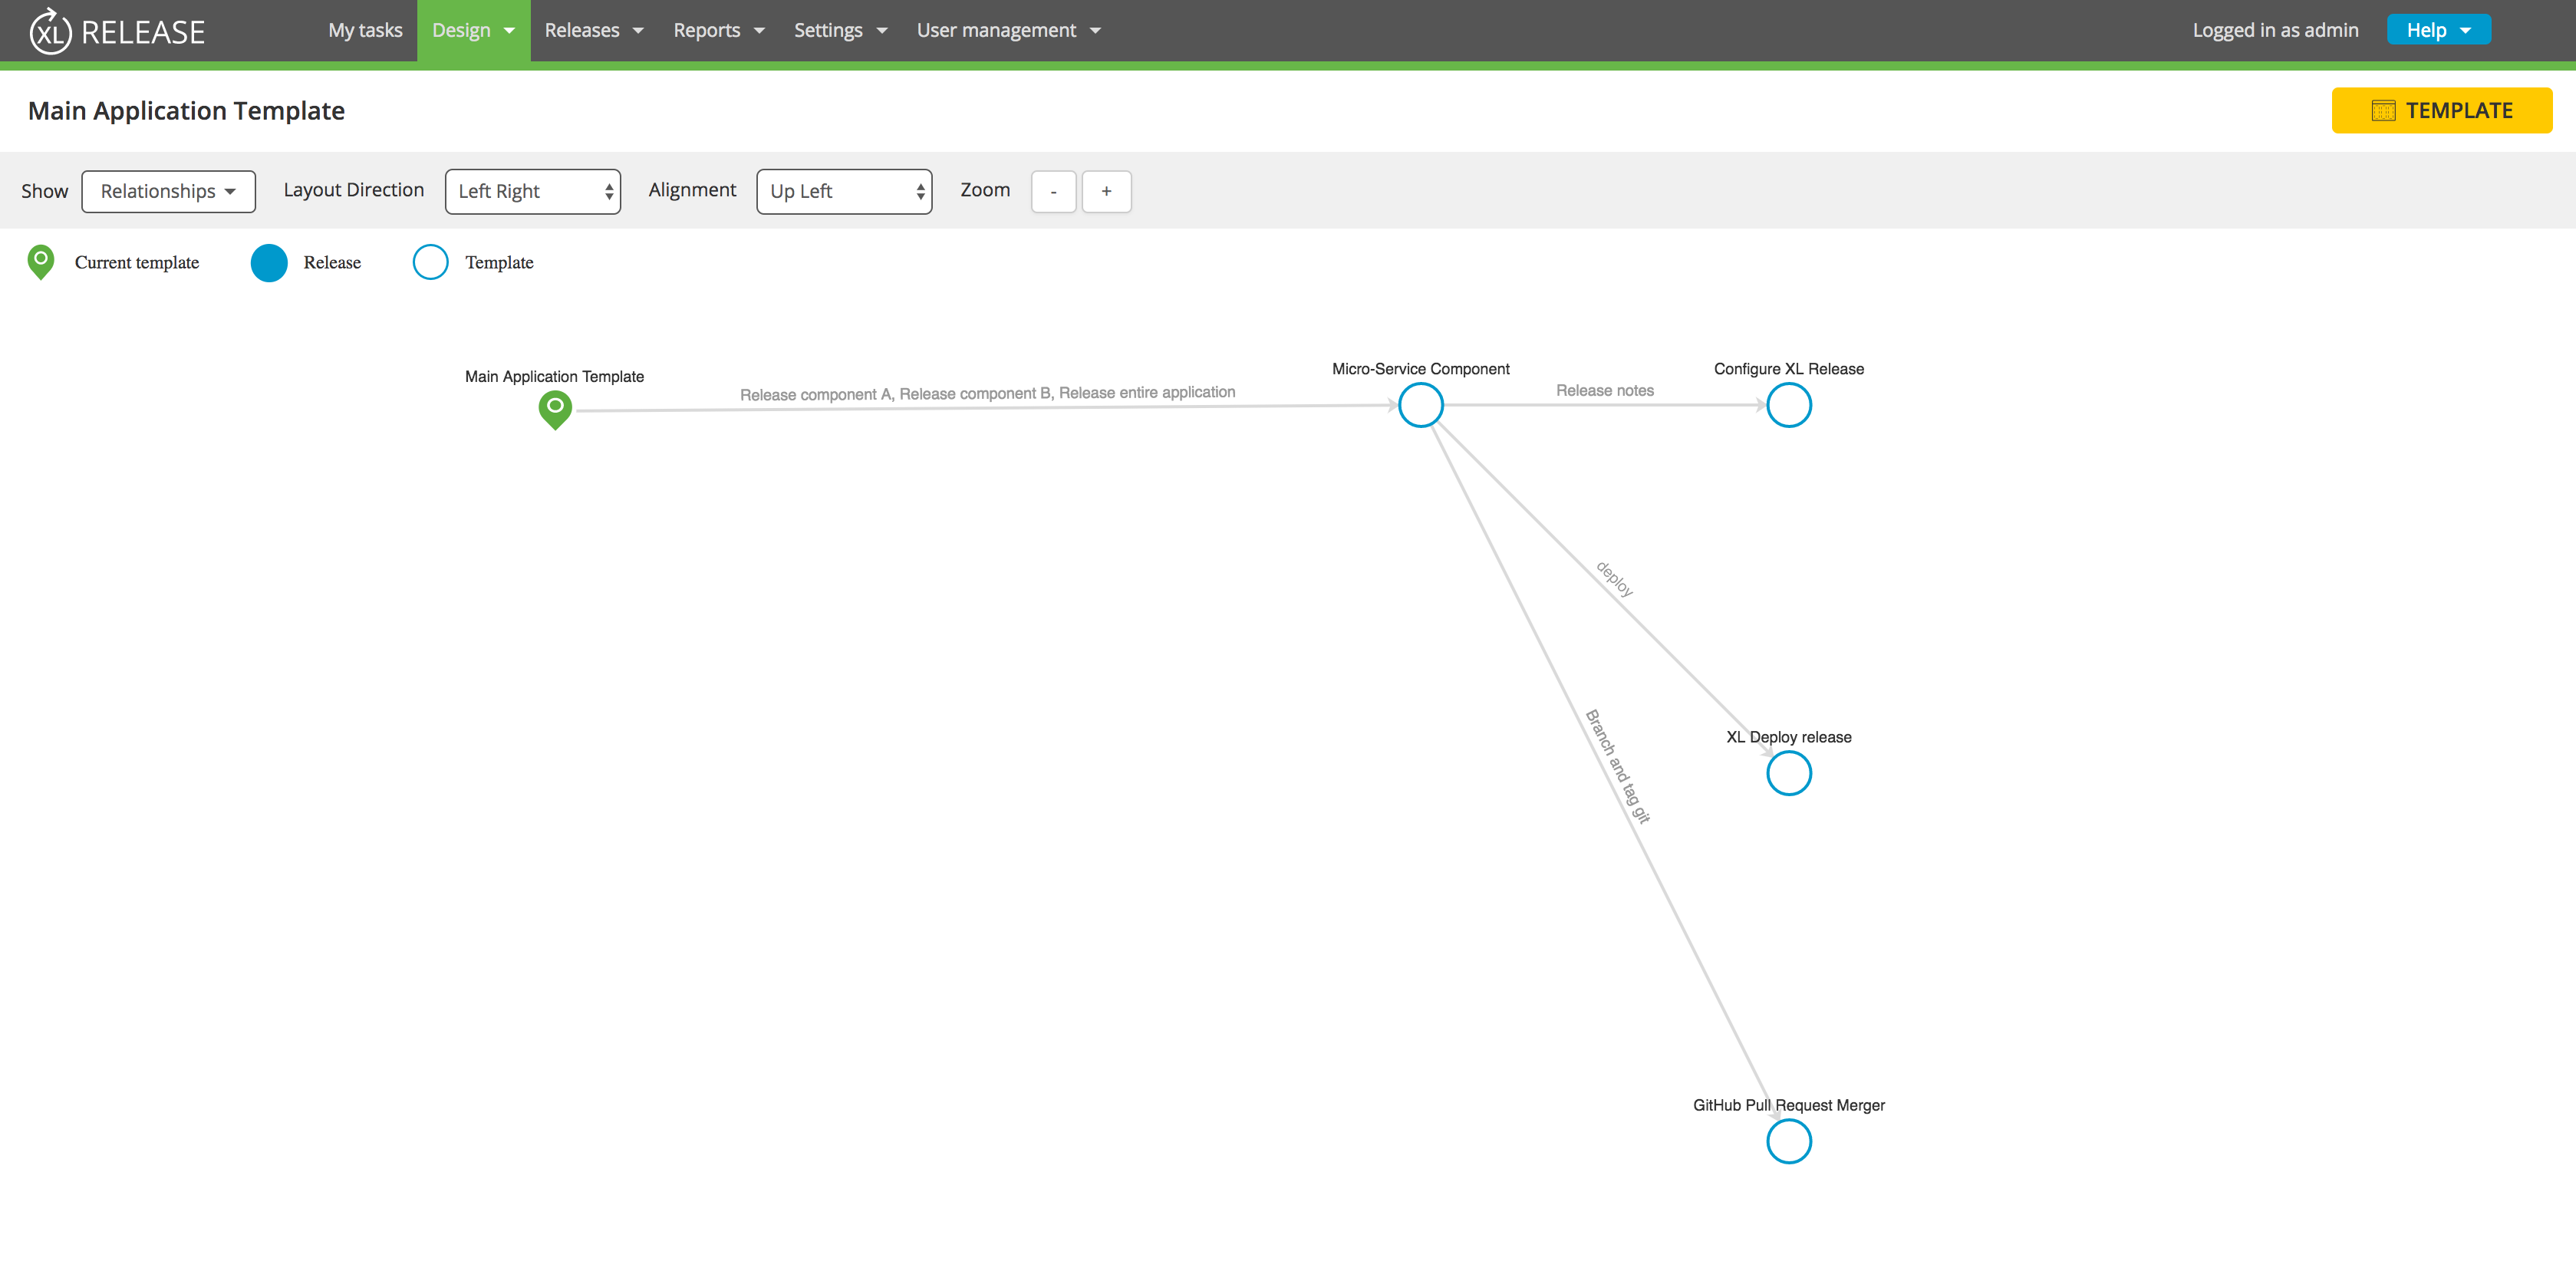 XL RELEASE My tasks Design Releases Reports Settings User management Logged in as admin Help
Main Application Template TEMPLATE
Show Relationships Layout Direction Left Right Alignment Up Left Zoom - +
Current template Release Template
Main Application Template
Release component A, Release component B, Release entire application
Micro-Service Component
Release notes
Configure XL Release
deploy
XL Deploy release
Branch and tag git
GitHub Pull Request Merger